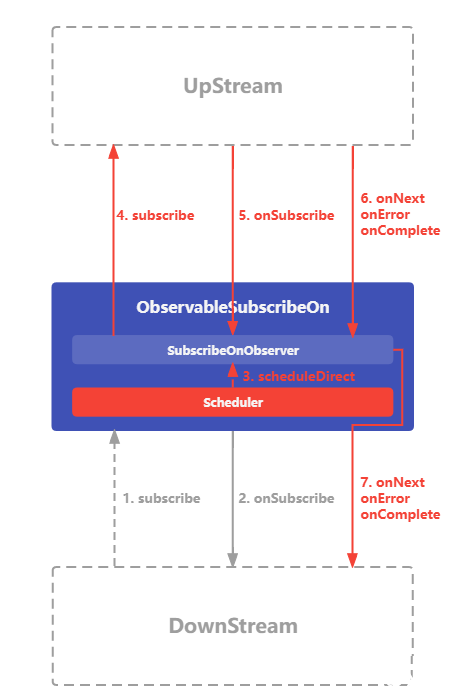 UpStream
4. subscribe
5. onSubscribe
6. onNext
onError
onComplete
ObservableSubscribeOn
SubscribeOnObserver
3. scheduleDirect
Scheduler
1. subscribe
2. onSubscribe
7. onNext
onError
onComplete
DownStream